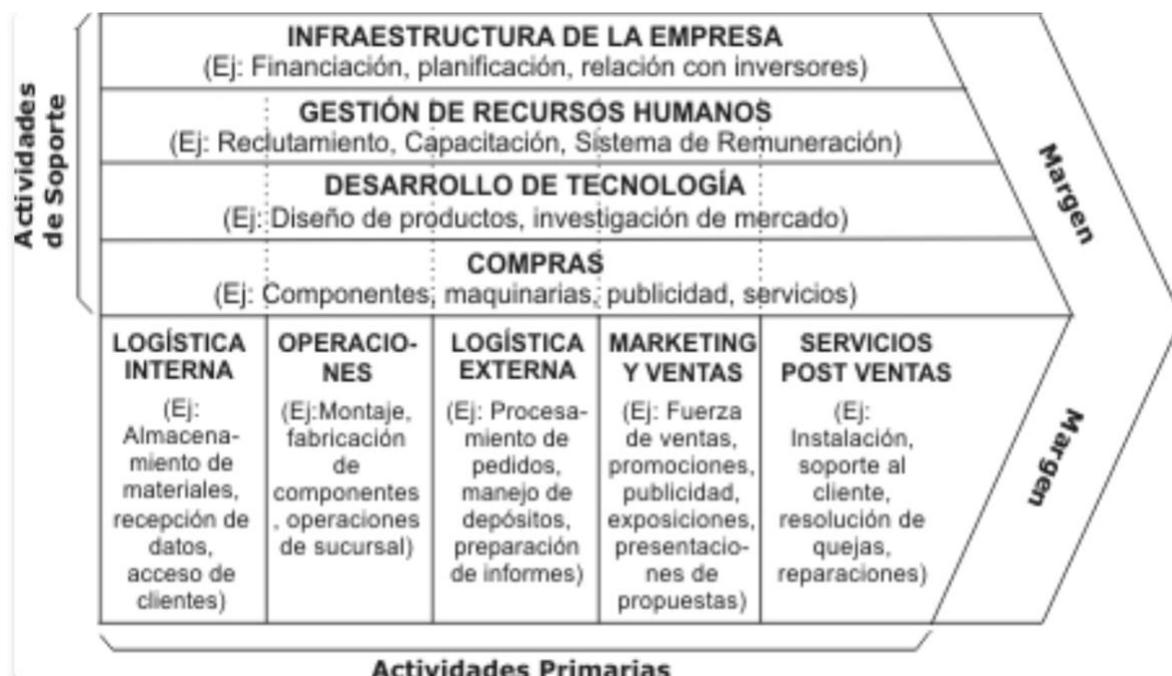 Actividades
de Soporte
INFRAESTRUCTURA DE LA EMPRESA
(Ej: Financiación, planificación, relación con inversores)
GESTIÓN DE RECURSOS HUMANOS
(Ej: Reclutamiento, Capacitación, Sistema de Remuneración)
DESARROLLO DE TECNOLOGÍA
(Ej: Diseño de productos, investigación de mercado)
COMPRAS
(Ej: Componentes, maquinarias, publicidad, servicios)
Margen
LOGÍSTICA
INTERNA
(Ej:
Almacena-
miento de
materiales,
recepción de
datos,
acceso de
clientes)
OPERACIO-
NES
(Ej:Montaje,
fabricación
de
componentes
, operaciones
de sucursal)
LOGÍSTICA
EXTERNA
(Ej: Procesa-
miento de
pedidos,
manejo de
depósitos,
preparación
de informes)
MARKETING
Y VENTAS
(Ej: Fuerza
de ventas,
promociones,
publicidad,
exposiciones,
presentacio-
nes de
propuestas)
SERVICIOS
POST VENTAS
(Ej:
Instalación,
soporte al
cliente,
resolución de
quejas,
reparaciones)
Margen
Actividades Primarias